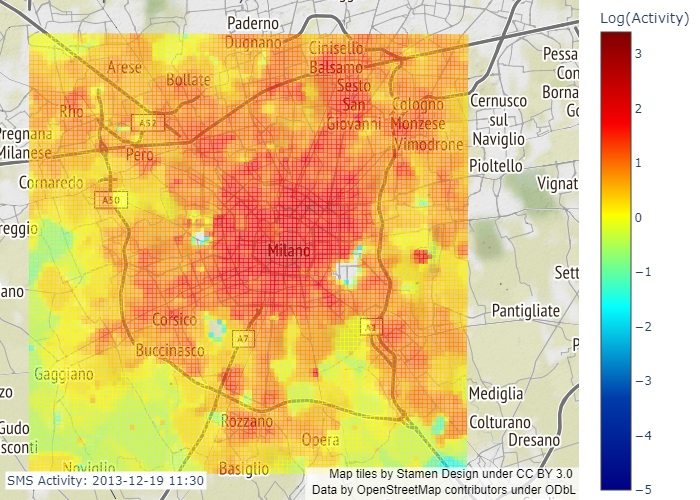 Log(Activity)
3
2
1
0
−1
−2
−3
−4
−5
Paderno
Dugnano
Cinisello
Balsamo
Arese
Bollate
Sesto
San
Giovanni
Rho
A52
Cologno
Monzese
Cernusco
sul
Naviglio
Pessa
Con
Borna
Go
Pregnana
Milanese
Pero
Vimodrone
Pioltello
Cornaredo
A50
Vignat
reggio
Milano
Sett
ano
Pantigliate
Corsico
A7
Buccinasco
P
Gaggiano
zo
Mediglia
Rozzano
Colturano
Gudo
sconti
Opera
Dresano
Noviglio
Basiglio
SMS Activity: 2013-12-19 11:30
Map tiles by Stamen Design under CC BY 3.0
Data by OpenStreetMap contributors under ODbL